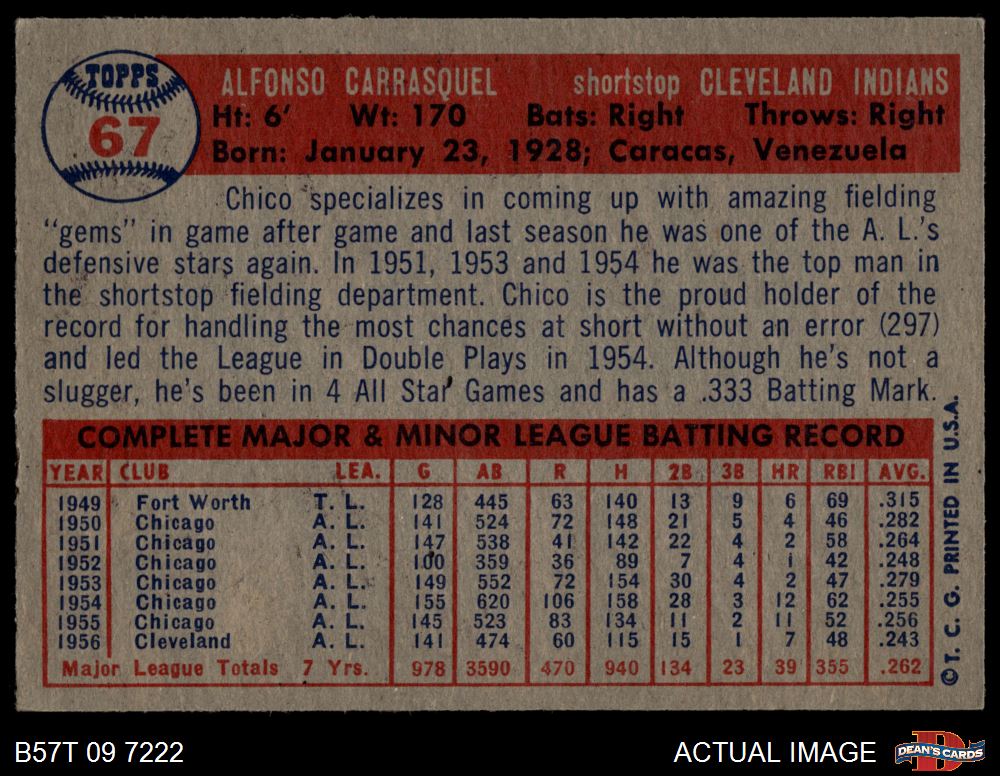 TOPPS
67
ALFONSO CARRASQUEL shortstop CLEVELAND INDIANS
Ht: 6' Wt: 170 Bats: Right Throws: Right
Born: January 23, 1928; Caracas, Venezuela
Chico specializes in coming up with amazing fielding
"gems" in game after game and last season he was one of the A. L.'s
defensive stars again. In 1951, 1953 and 1954 he was the top man in
the shortstop fielding department. Chico is the proud holder of the
record for handling the most chances at short without an error (297)
and led the League in Double Plays in 1954. Although he's not a
slugger, he's been in 4 All Star Games and has a .333 Batting Mark.
COMPLETE MAJOR & MINOR LEAGUE BATTING RECORD
YEAR CLUB LEA. G AB R H 2B 3B HR RBI AVG.
1949 Fort Worth T. L. 128 445 63 140 13 9 6 69 .315
1950 Chicago A. L. 141 524 72 148 21 5 4 46 .282
1951 Chicago A. L. 147 538 41 142 22 4 2 58 .264
1952 Chicago A. L. 100 359 36 89 7 4 1 42 .248
1953 Chicago A. L. 149 552 72 154 30 4 2 47 .279
1954 Chicago A. L. 155 620 106 158 28 3 12 62 .255
1955 Chicago A. L. 145 523 83 134 11 2 11 52 .256
1956 Cleveland A. L. 141 474 60 115 15 1 7 48 .243
Major League Totals 7 Yrs. 978 3590 470 940 134 23 39 355 .262
©T. C. G. PRINTED IN U.S.A.
B57T 09 7222 ACTUAL IMAGE
DEAN'S CARDS